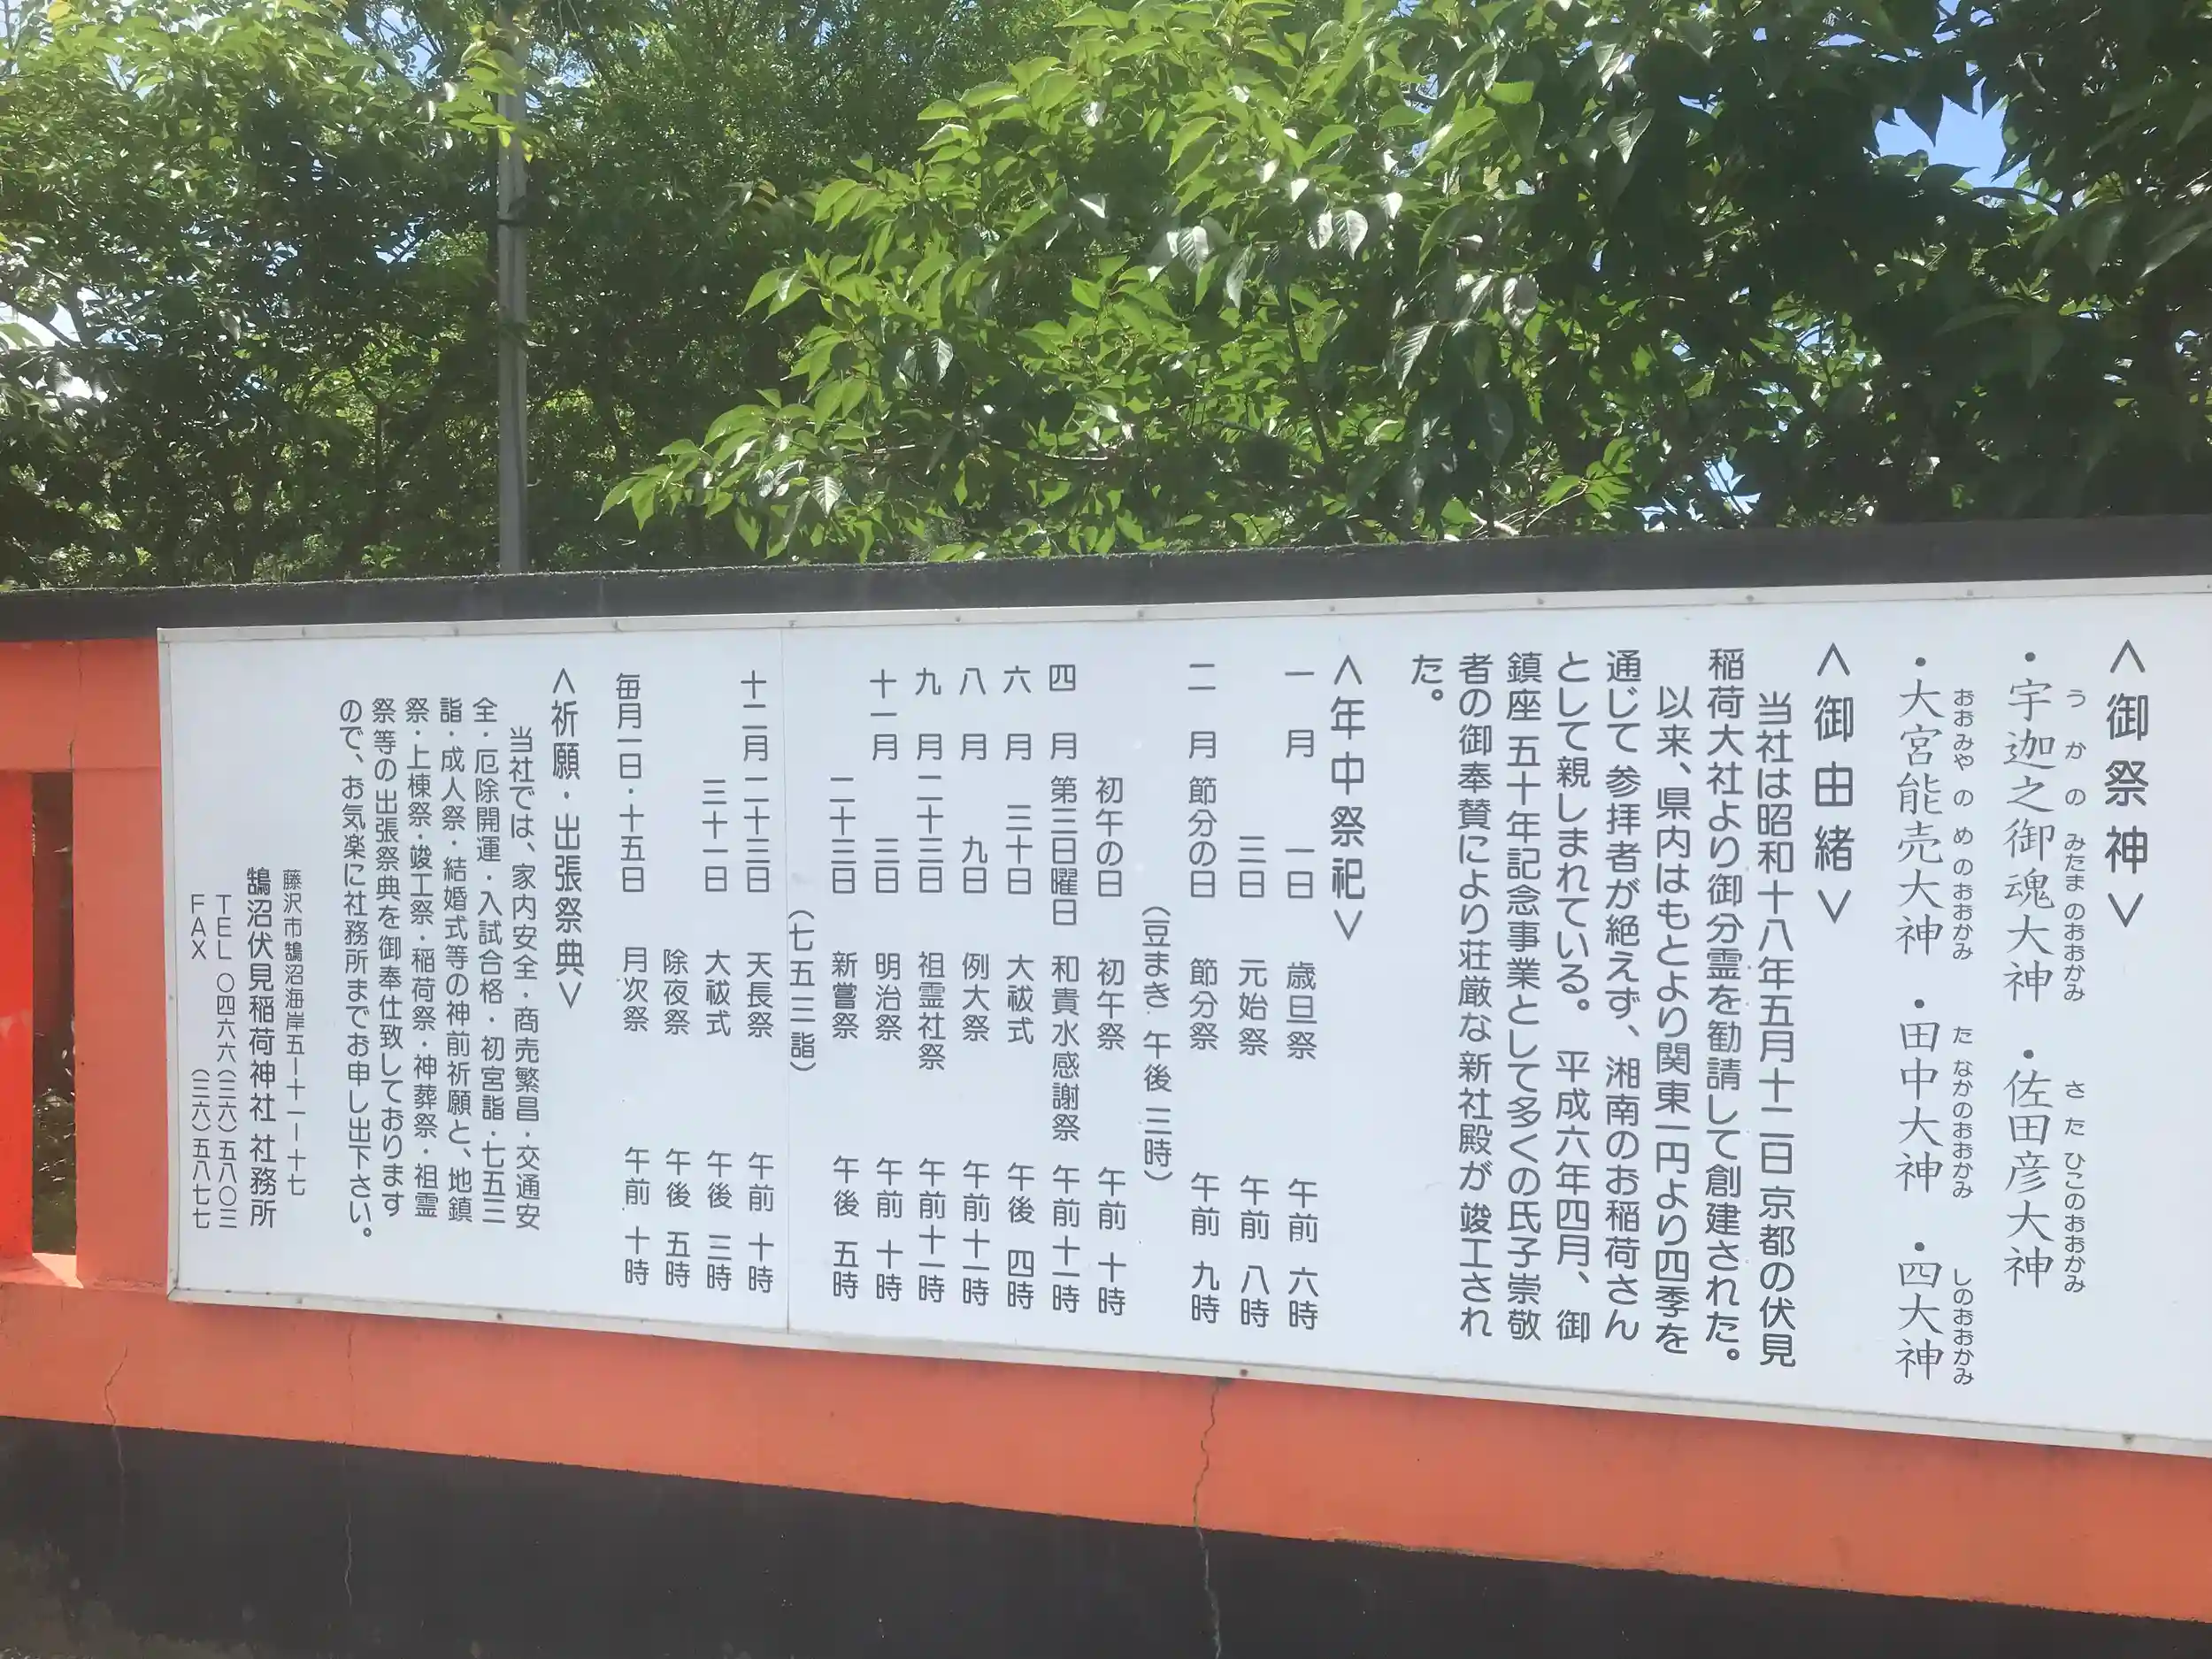 <御祭神>
・宇迦之御魂大神 ・佐田彦大神
うかのみたまのおおかみ さたひこのおおかみ
・大宮能売大神 ・田中大神 ・四大神
おおみやのめのおおかみ たなかのおおかみ しのおおかみ
<御由緒>
当社は昭和十八年五月十二日京都の伏見
稲荷大社より御分霊を勧請して創建された。
以来、県内はもとより関東一円より四季を
通じて参拝者が絶えず、湘南のお稲荷さん
として親しまれている。 平成六年四月、御
鎮座五十年記念事業として多くの氏子崇敬
者の御奉賛により荘厳な新社殿が竣工され
た。
<年中祭祀>
一月 一日 歳旦祭 午前 六時
三日 元始祭 午前 八時
二月 節分の日 節分祭 午前 九時
(豆まき 午後三時)
初午の日 初午祭 午前 十時
四月 第三日曜日 和貴水感謝祭 午前十一時
六月 三十日 大祓式 午後 四時
八月 九日 例大祭 午前十一時
九月二十三日 祖霊社祭 午前十一時
十一月 三日 明治祭 午前 十時
二十三日 新嘗祭 午後 五時
(七五三詣)
十二月 二十三日 天長祭 午前 十時
三十一日 大祓式 午後 三時
除夜祭 午後 五時
毎月一日・十五日 月次祭 午前 十時
<祈願・出張祭典>
当社では、家内安全・商売繁昌・交通安
全・厄除開運・入試合格・初宮詣・七五三
詣・成人祭・結婚式等の神前祈願と、地鎮
祭・上棟祭・竣工祭・稲荷祭・神葬祭・祖霊
祭等の出張祭典を御奉仕致しております
ので、お気楽に社務所までお申し出下さい。
藤沢市鵠沼海岸五ー十一ー十七
鵠沼伏見稲荷神社 社務所
TEL 〇四六六(三六)五八〇三
FAX (三六)五八七七